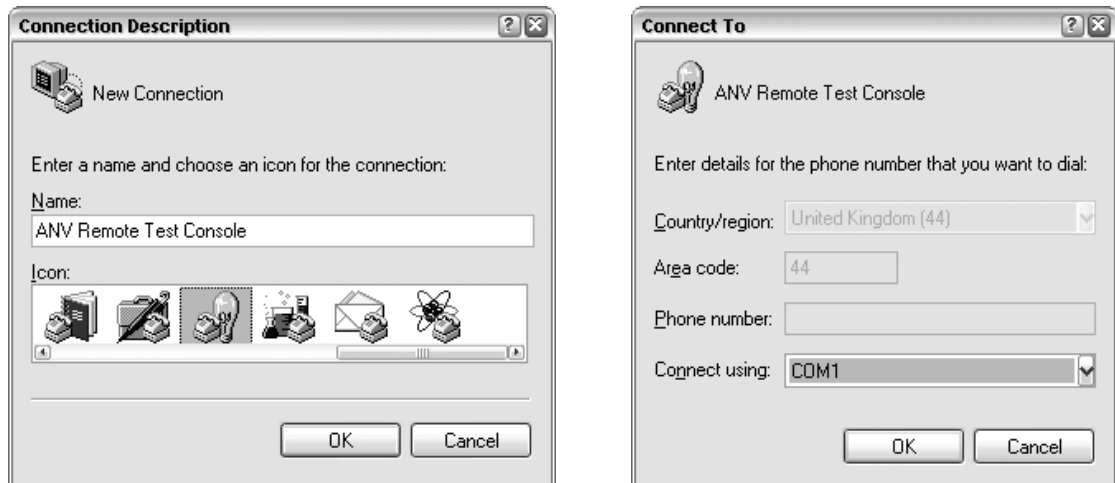 Connection Description
New Connection
Enter a name and choose an icon for the connection:
Name:
ANV Remote Test Console
Icon:
OK Cancel
Connect To
ANV Remote Test Console
Enter details for the phone number that you want to dial:
Country/region: United Kingdom (44)
Area code: 44
Phone number:
Connect using: COM1
OK Cancel